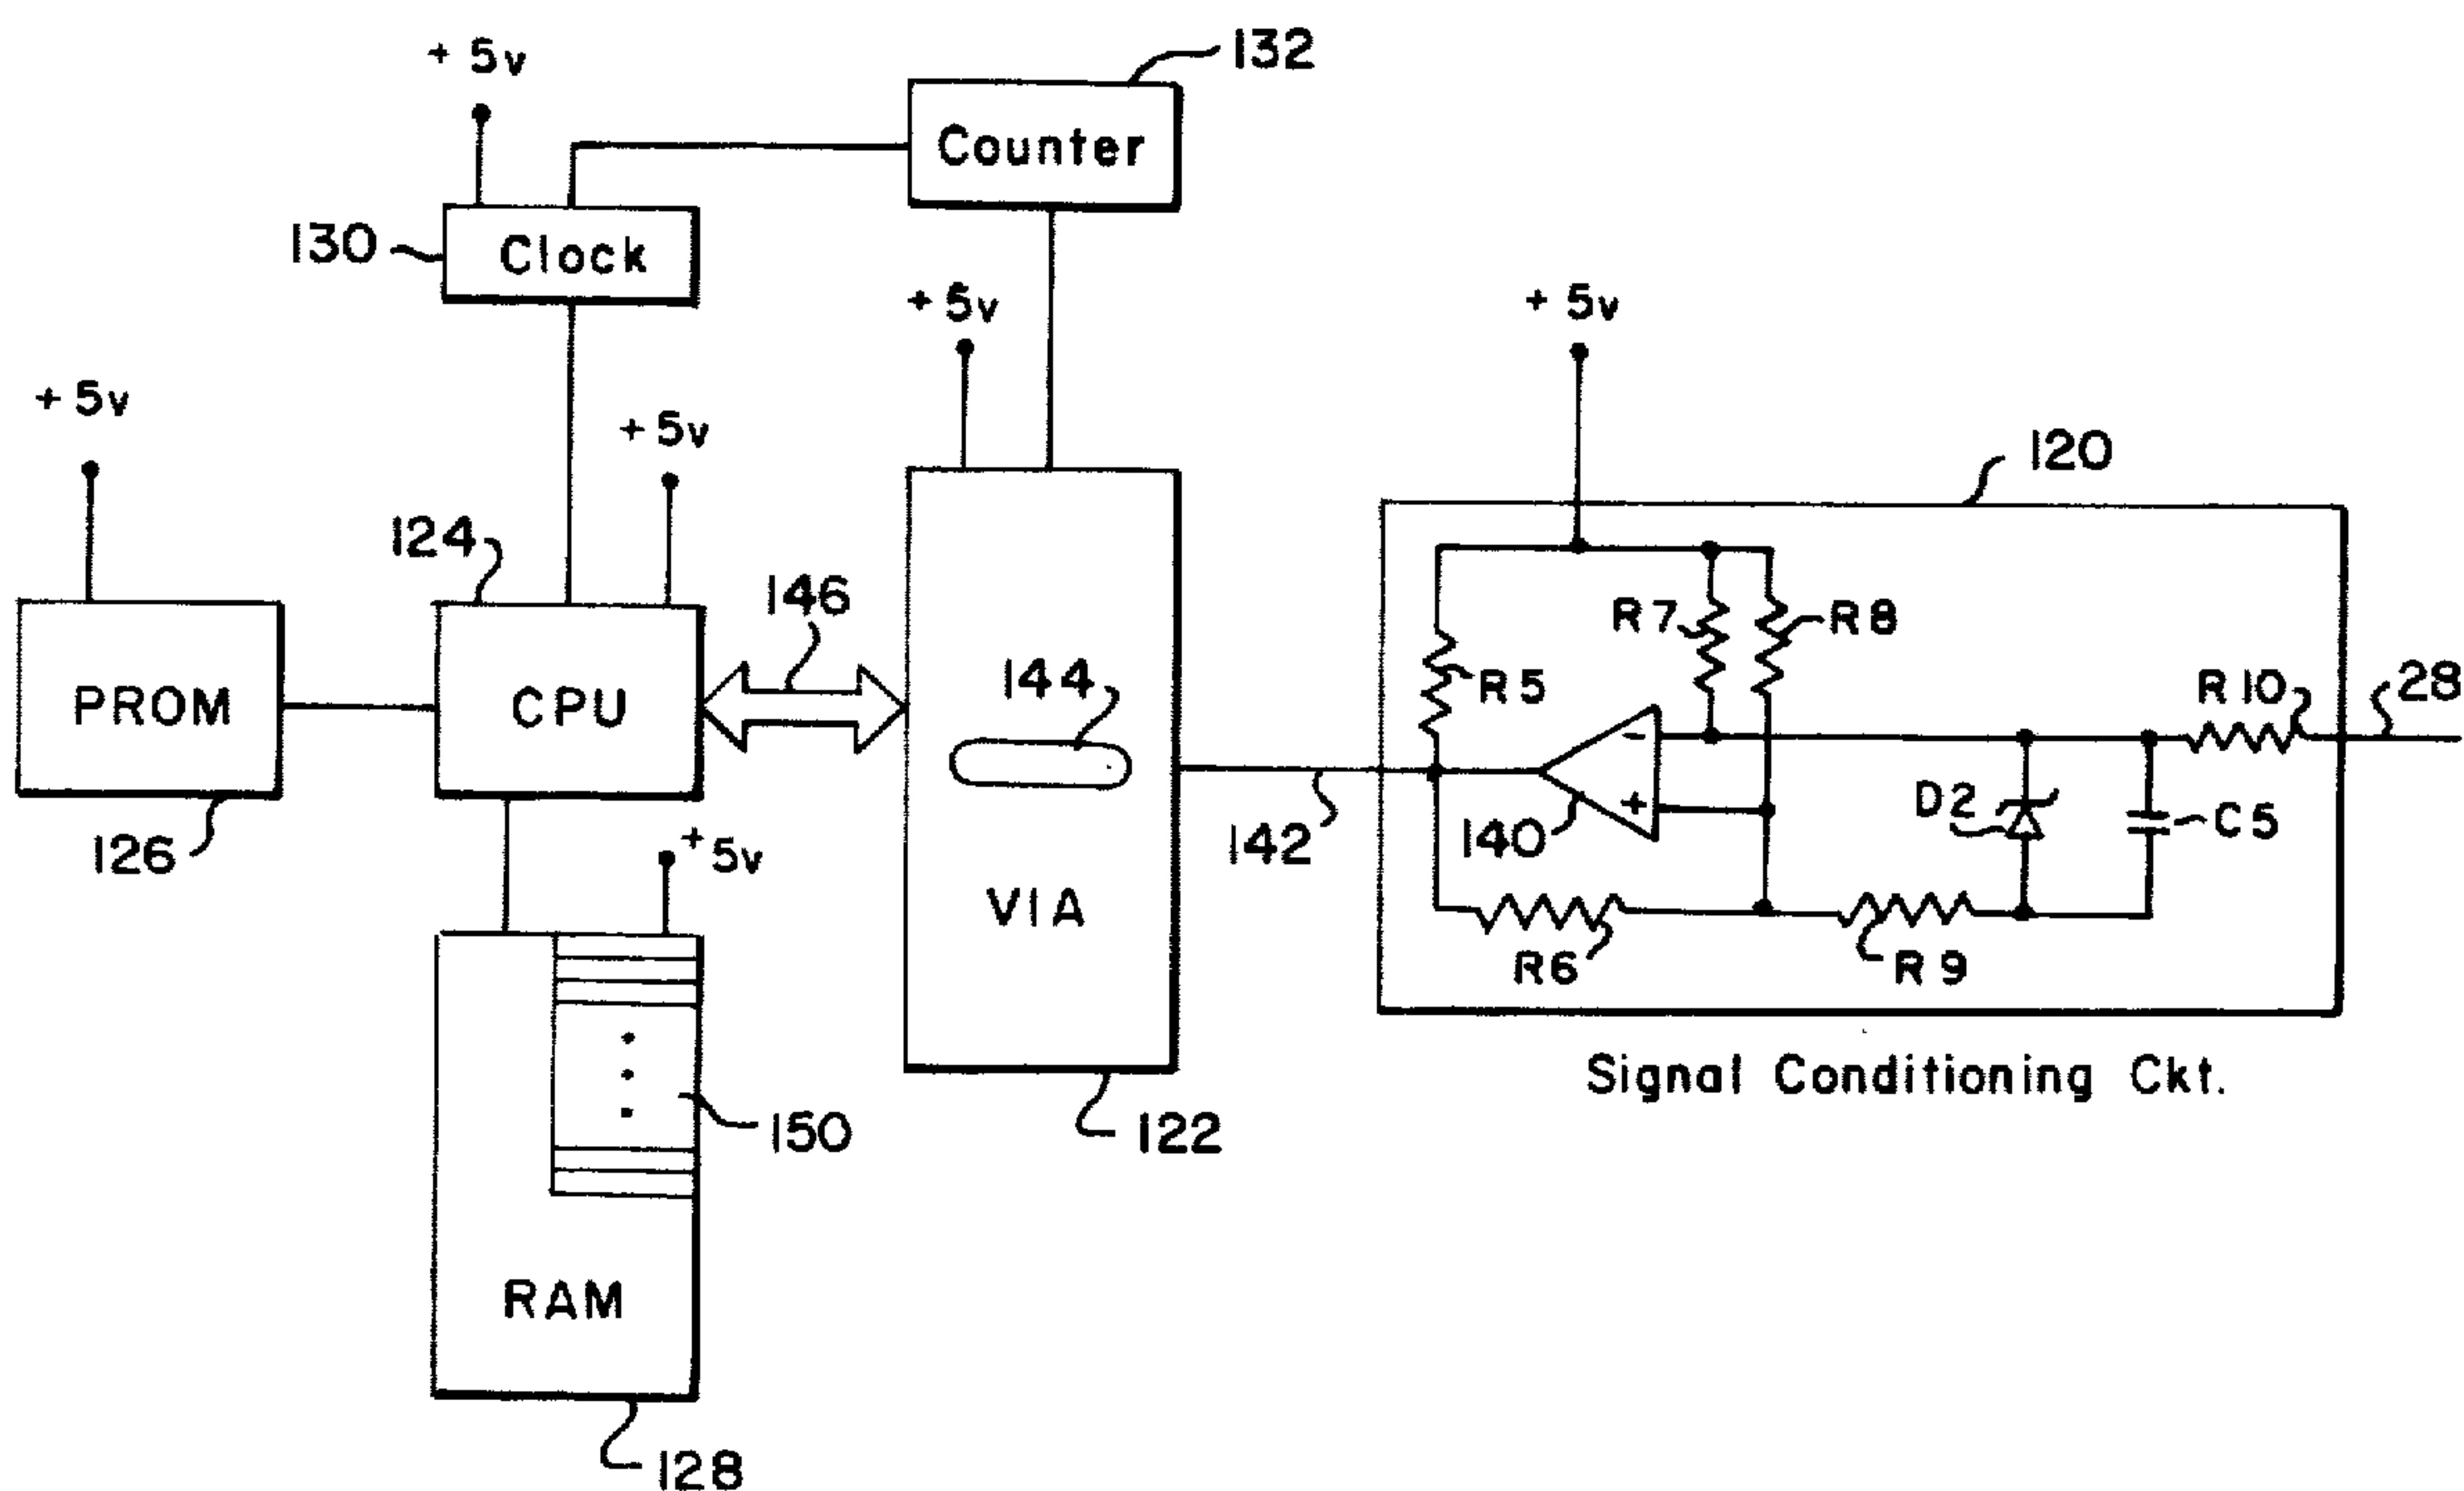 132
+ 5v
Counter
130
Clock
+ 5v
+ 5v
+ 5v
+ 5v
120
124
146
R7
R8
144
R5
R10
28
PROM
CPU
D2
C5
140
142
126
+ 5v
VIA
R6
R9
Signal Conditioning Ckt.
150
122
RAM
128